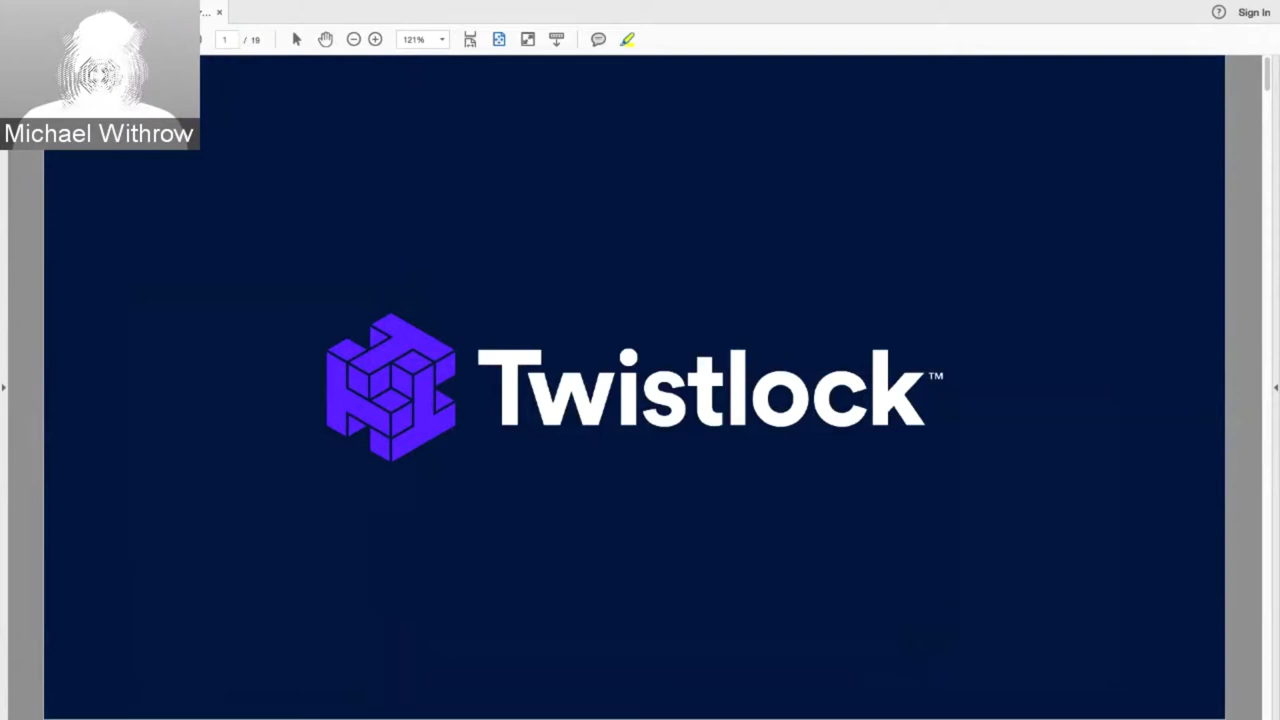 ... ×
? Sign In
1 / 19
121%
Michael Withrow
Twistlock™